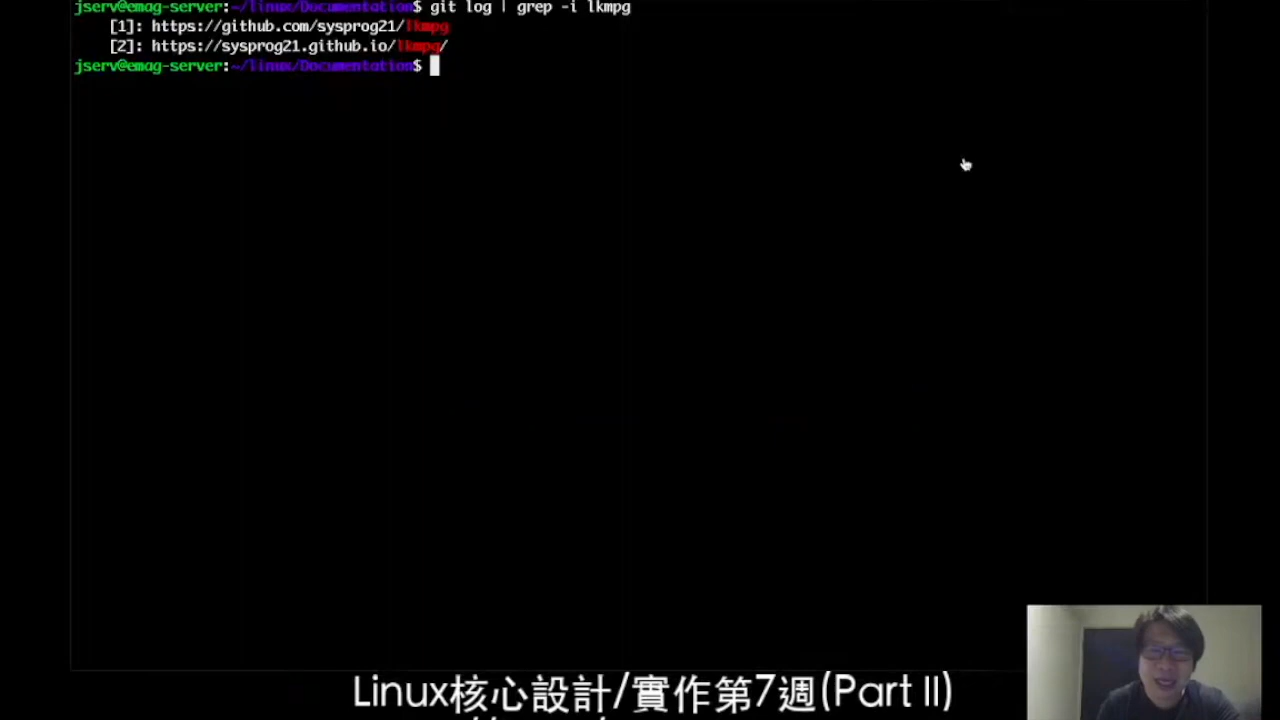 jserv@emag-server:~/linux/Documentation$ git log | grep -i lkmpg
[1]: https://github.com/sysprog21/lkmpg
[2]: https://sysprog21.github.io/lkmpg/
jserv@emag-server:~/linux/Documentation$
Linux核心設計/實作第7週(Part II)